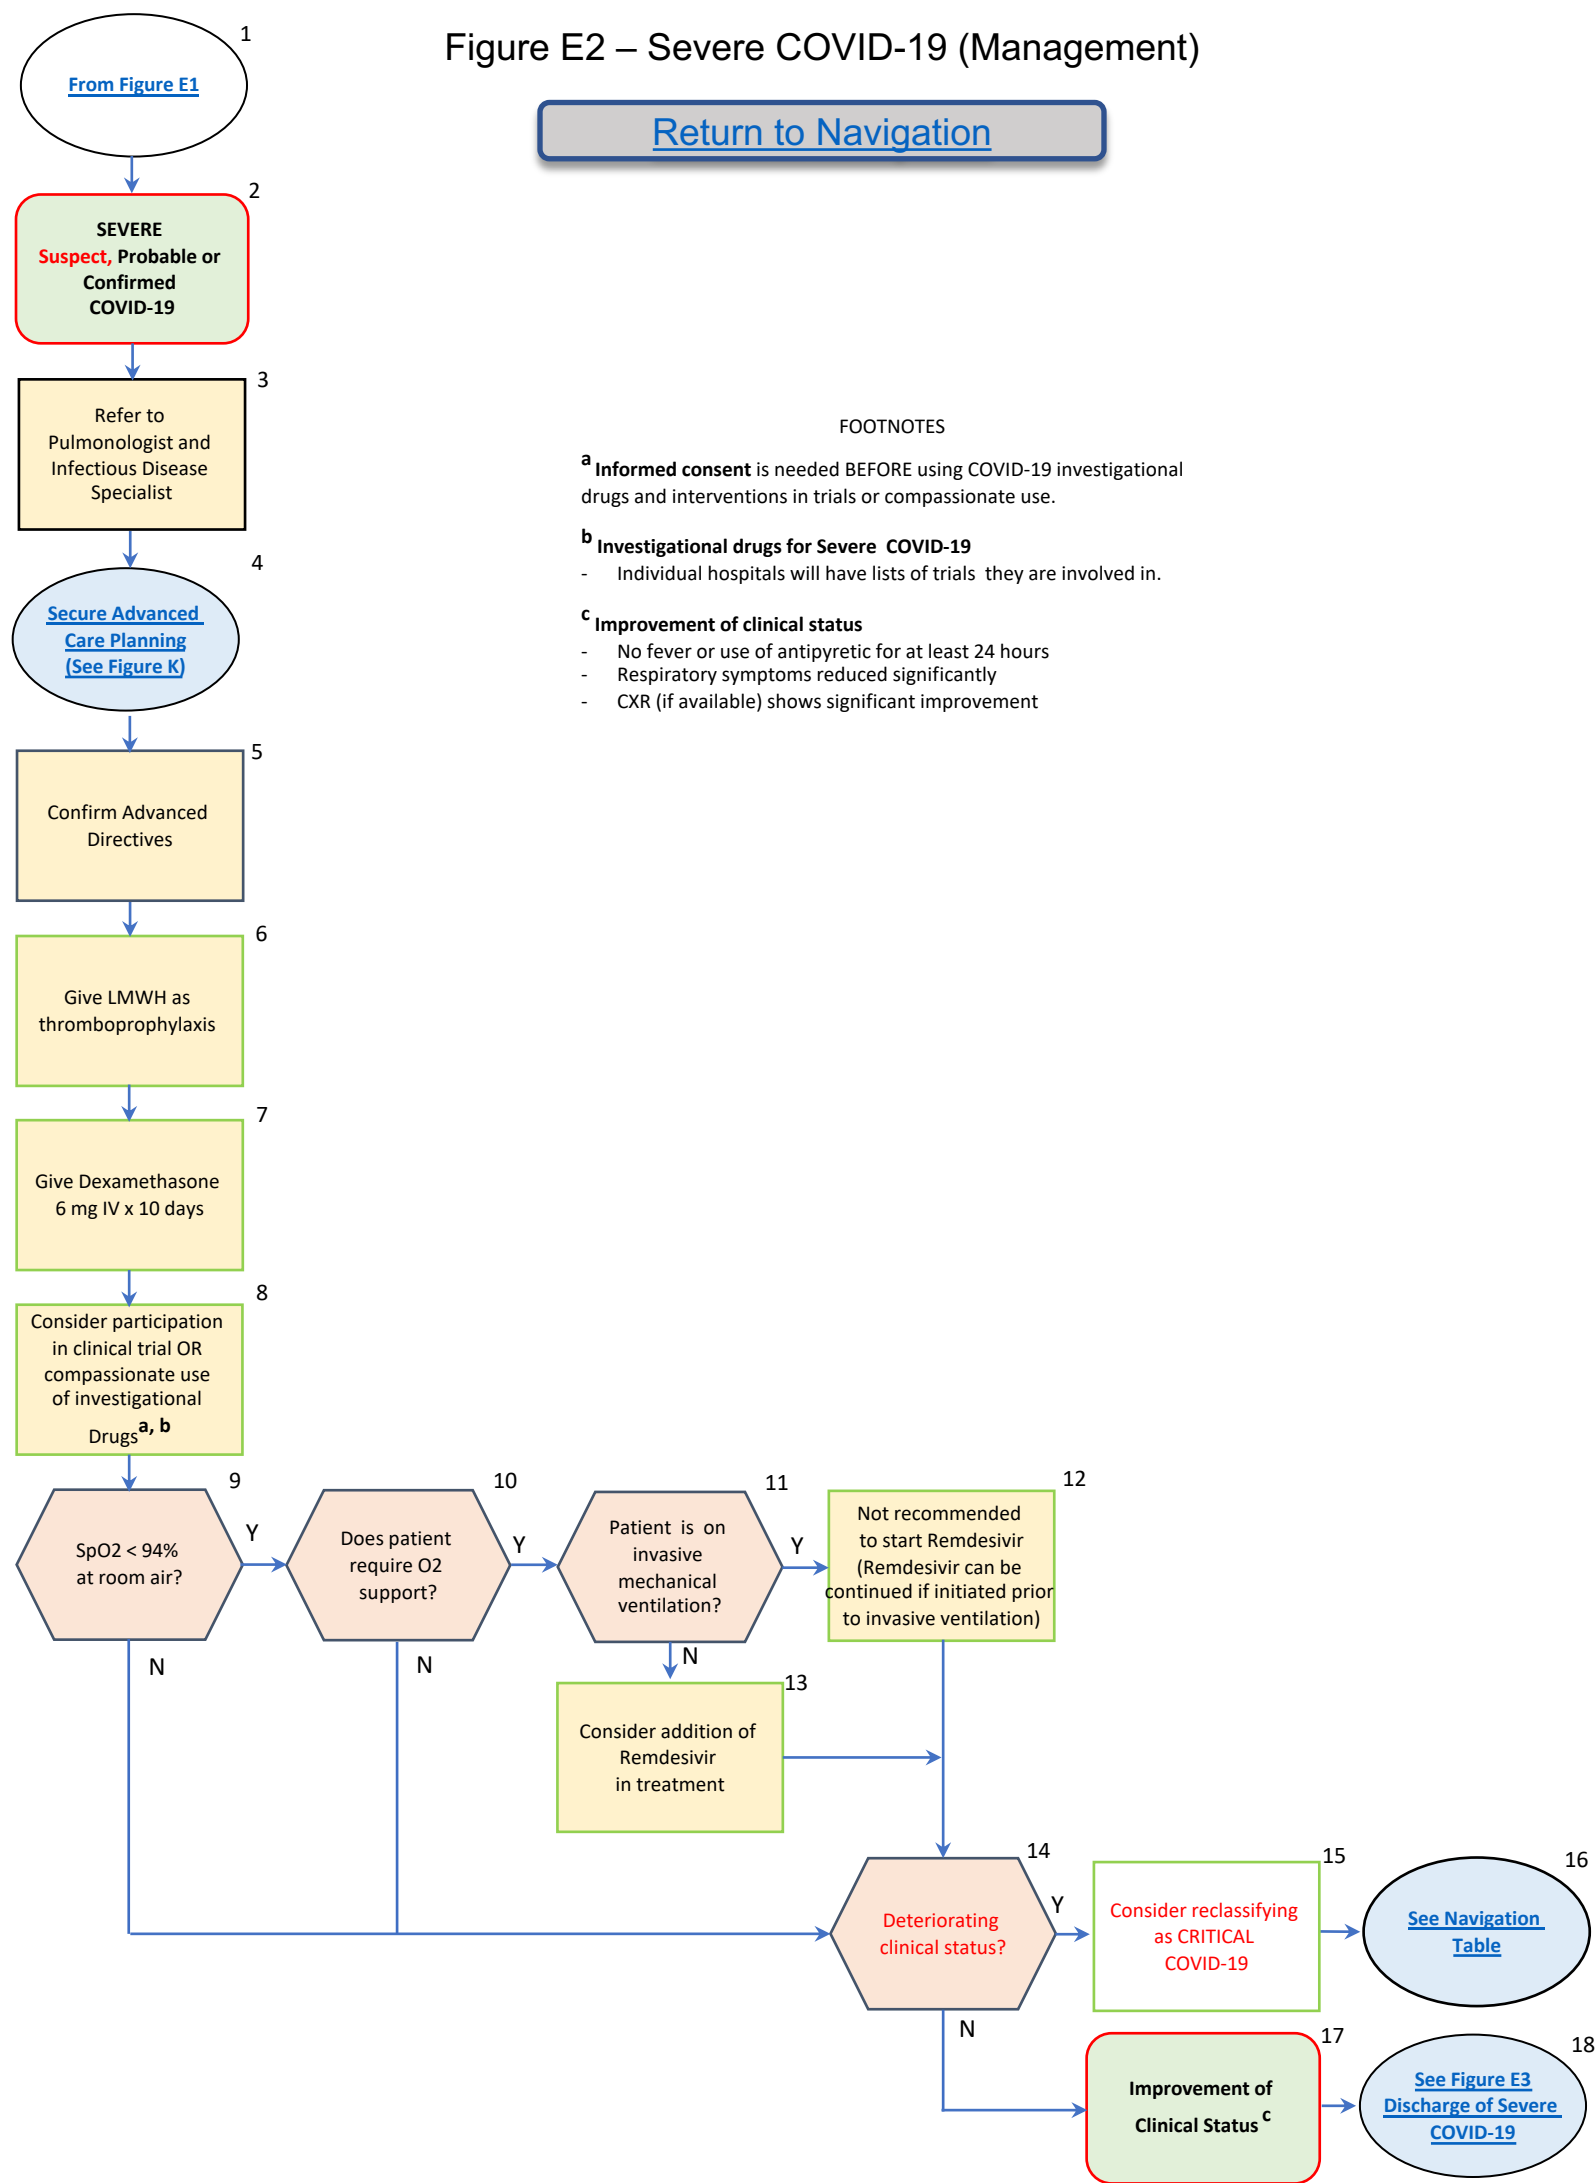 Figure E2 – Severe COVID-19 (Management)
Return to Navigation
1
From Figure E1
2
SEVERE
Suspect, Probable or
Confirmed
COVID-19
3
Refer to
Pulmonologist and
Infectious Disease
Specialist
4
Secure Advanced
Care Planning
(See Figure K)
5
Confirm Advanced
Directives
6
Give LMWH as
thromboprophylaxis
7
Give Dexamethasone
6 mg IV x 10 days
8
Consider participation
in clinical trial OR
compassionate use
of investigational
Drugs a, b
FOOTNOTES
a Informed consent is needed BEFORE using COVID-19 investigational
drugs and interventions in trials or compassionate use.
b Investigational drugs for Severe COVID-19
- Individual hospitals will have lists of trials they are involved in.
c Improvement of clinical status
- No fever or use of antipyretic for at least 24 hours
- Respiratory symptoms reduced significantly
- CXR (if available) shows significant improvement
9
SpO2 < 94%
at room air?
Y
N
10
Does patient
require O2
support?
Y
N
11
Patient is on
invasive
mechanical
ventilation?
Y
N
12
Not recommended
to start Remdesivir
(Remdesivir can be
continued if initiated prior
to invasive ventilation)
13
Consider addition of
Remdesivir
in treatment
14
Deteriorating
clinical status?
Y
N
15
Consider reclassifying
as CRITICAL
COVID-19
16
See Navigation
Table
17
Improvement of
Clinical Status c
18
See Figure E3
Discharge of Severe
COVID-19